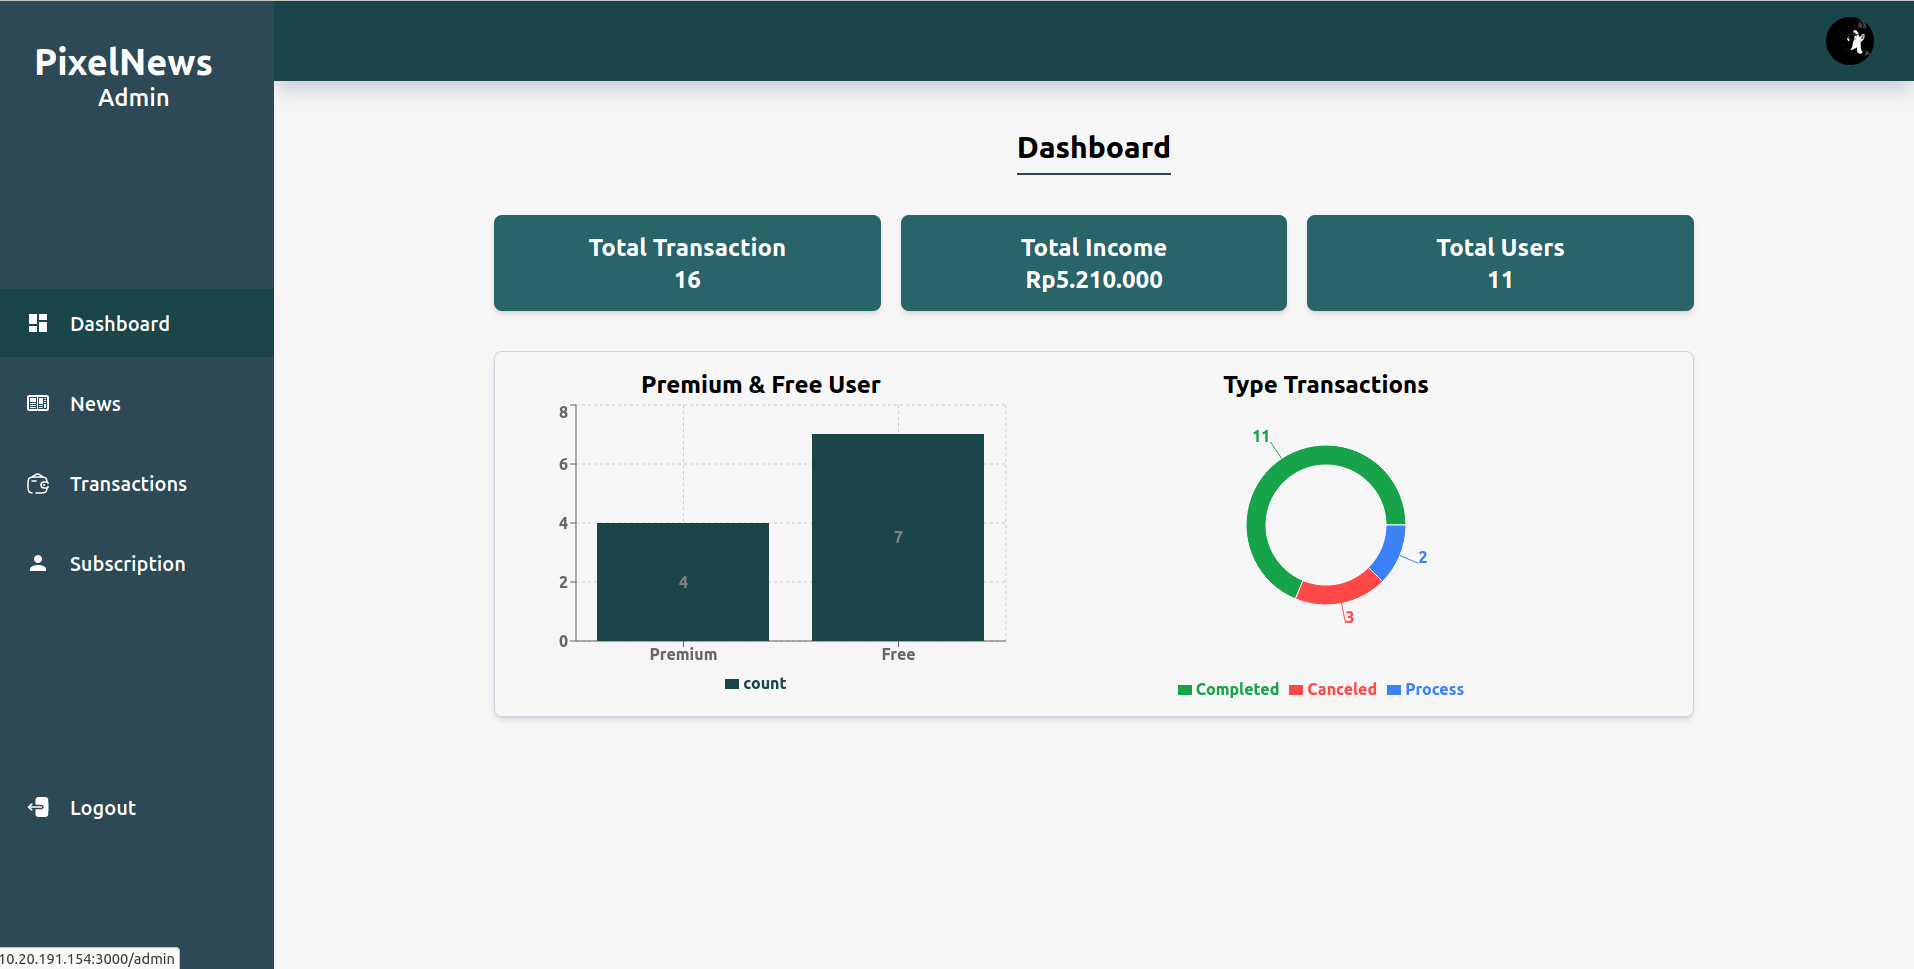 PixelNews
Admin
Dashboard
News
Transactions
Subscription
Logout
10.20.191.154:3000/admin
Dashboard
Total Transaction
16
Total Income
Rp5.210.000
Total Users
11
Premium & Free User
8
6
4
2
0
4
7
Premium
Free
count
Type Transactions
11
2
3
Completed
Canceled
Process